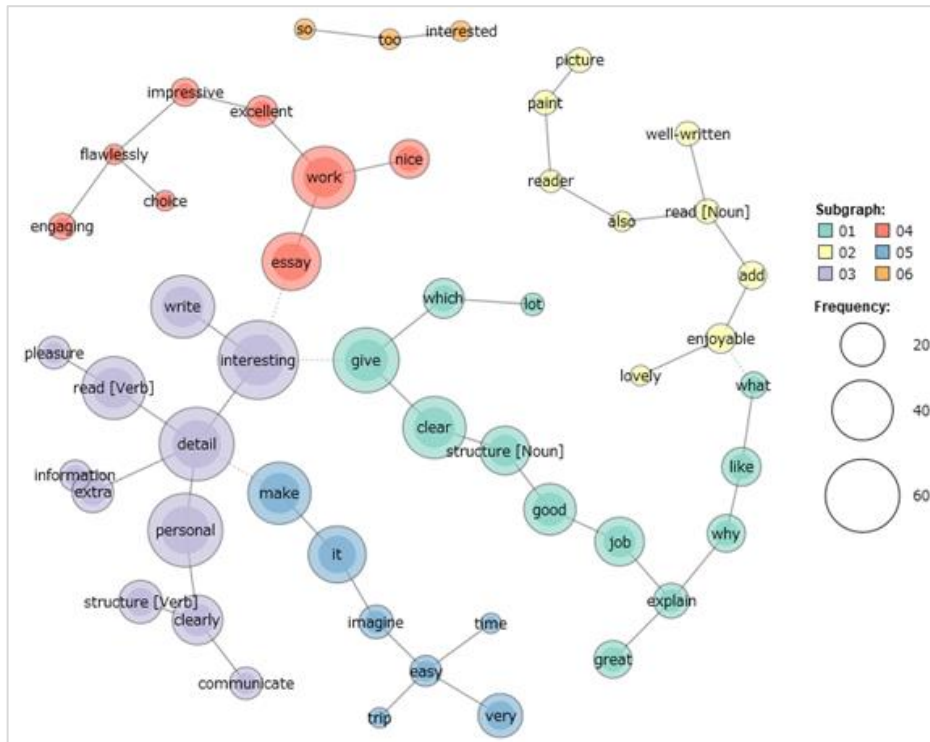 so
too
interested
picture
impressive
excellent
paint
well-written
flawlessly
work
nice
reader
choice
read [Noun]
engaging
also
Subgraph:
01 04
02 05
03 06
essay
add
write
which
lot
Frequency:
enjoyable
20
pleasure
interesting
give
lovely
what
read [Verb]
40
clear
detail
structure [Noun]
information
like
extra
make
60
good
personal
why
job
it
structure [Verb]
explain
clearly
imagine
time
great
easy
communicate
trip
very